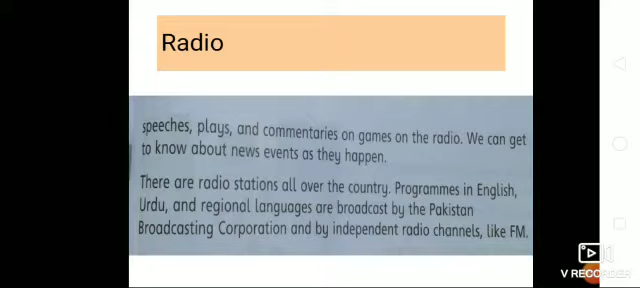 Radio
speeches, plays, and commentaries on games on the radio. We can get
to know about news events as they happen.
There are radio stations all over the country. Programmes in English,
Urdu, and regional languages are broadcast by the Pakistan
Broadcasting Corporation and by independent radio channels, like FM.
V RECORDER